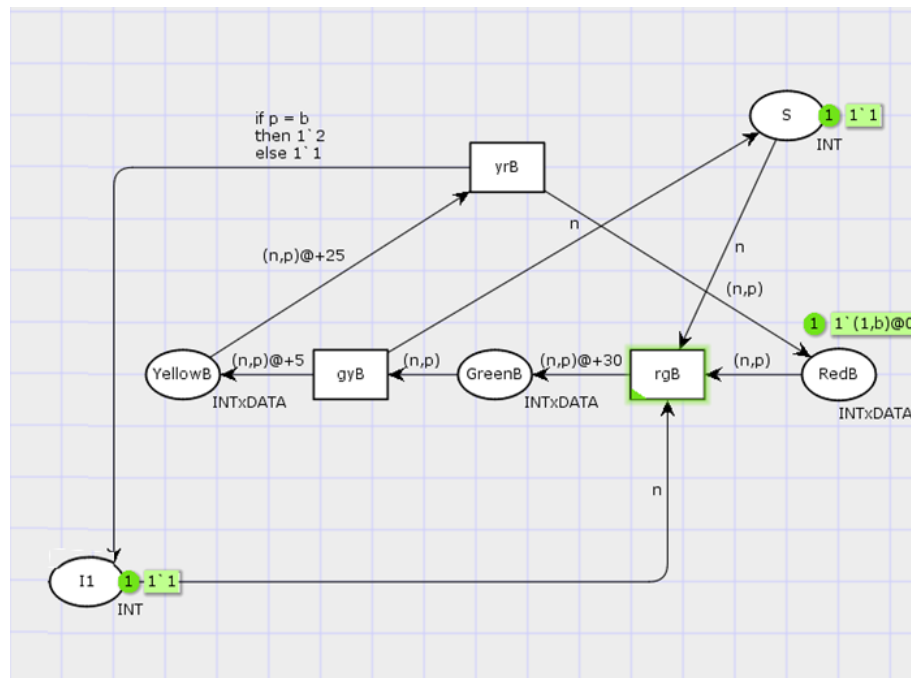 if p = b
then 1`2
else 1`1
yrB
S
1
1`1
INT
n
n
(n,p)@+25
(n,p)
1
1`(1,b)@0
YellowB
(n,p)@+5
gyB
(n,p)
GreenB
(n,p)@+30
rgB
(n,p)
RedB
INTxDATA
INTxDATA
INTxDATA
n
I1
1
1`1
INT